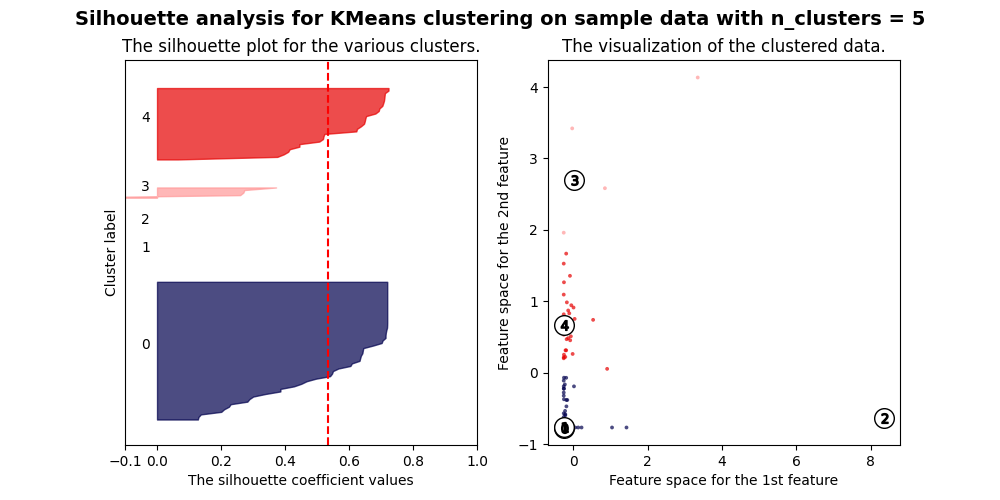 Silhouette analysis for KMeans clustering on sample data with n_clusters = 5
The silhouette plot for the various clusters.
Cluster label
4
3
2
1
0
−0.1 0.0 0.2 0.4 0.6 0.8 1.0
The silhouette coefficient values
The visualization of the clustered data.
Feature space for the 2nd feature
4
3
2
1
0
−1
3
4
2
0 2 4 6 8
Feature space for the 1st feature